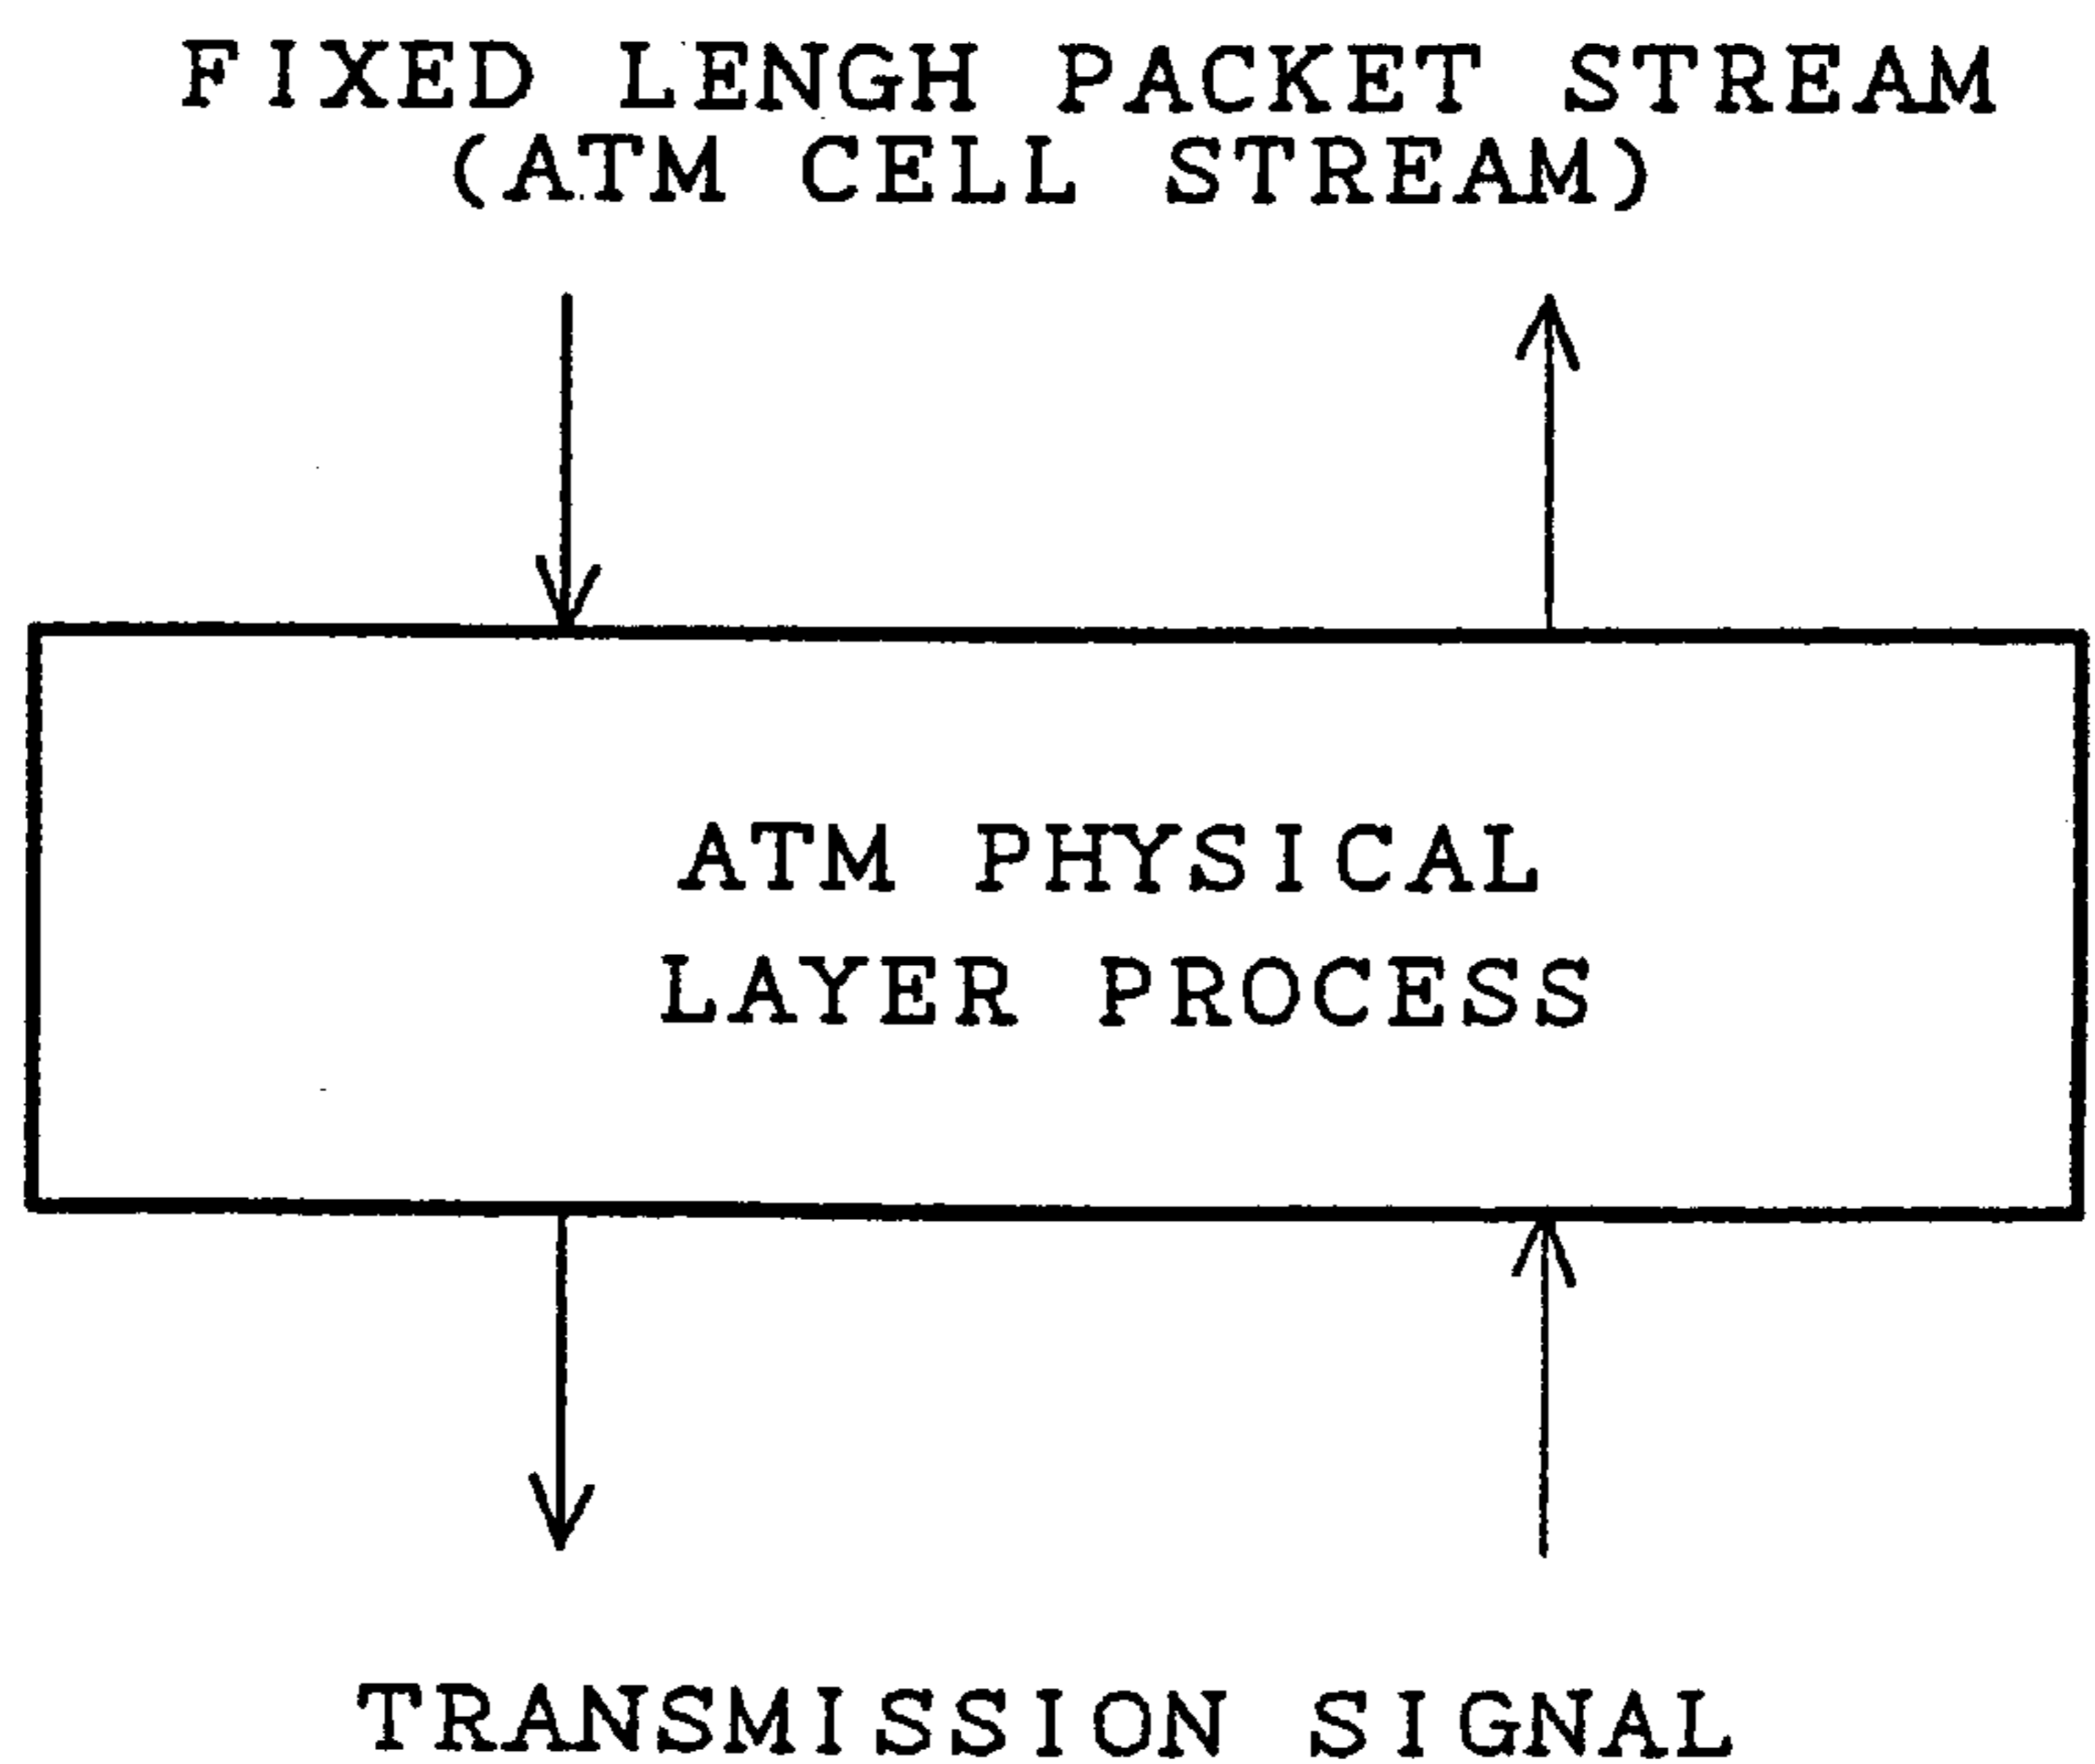 FIXED LENGH PACKET STREAM
(ATM CELL STREAM)
ATM PHYSICAL
LAYER PROCESS
TRANSMISSION SIGNAL